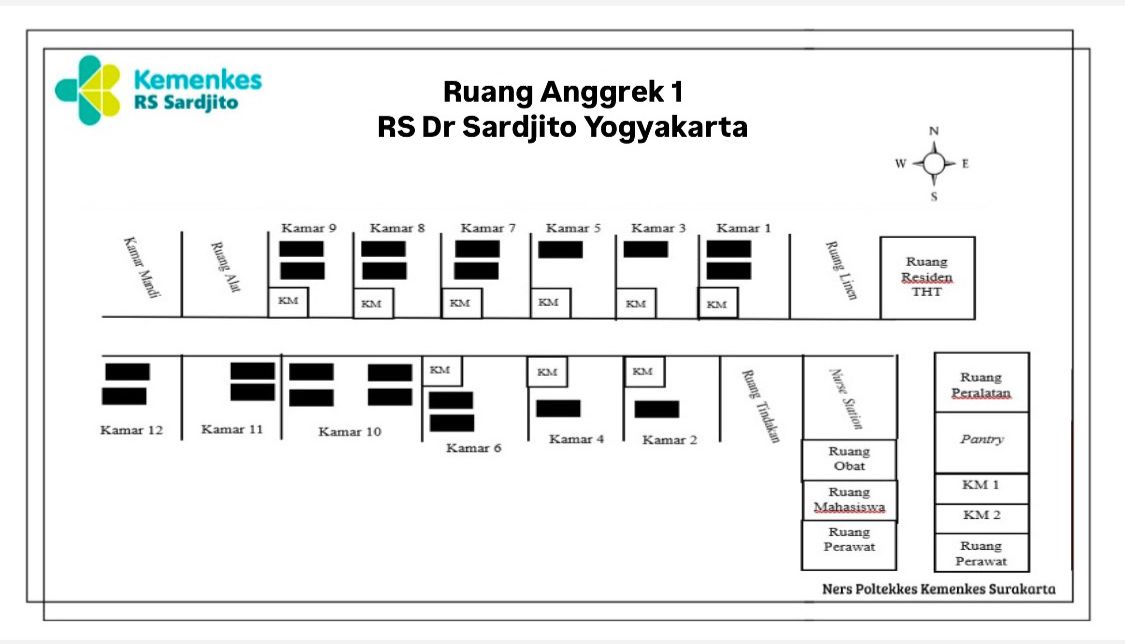 Kemenkes
RS Sardjito
Ruang Anggrek 1
RS Dr Sardjito Yogyakarta
N
W
E
S
Kamar 9
Kamar 8
Kamar 7
Kamar 5
Kamar 3
Kamar 1
Kamar Mandi
Ruang Alat
Ruang Linen
Ruang
Residen
THT
KM
KM
KM
KM
KM
KM
KM
KM
KM
Kamar 12
Kamar 11
Kamar 10
Kamar 6
Kamar 4
Kamar 2
Ruang Tindakan
Nurse Station
Ruang
Obat
Ruang
Mahasiswa
Ruang
Perawat
Ruang
Peralatan
Pantry
KM 1
KM 2
Ruang
Perawat
Ners Poltekkes Kemenkes Surakarta